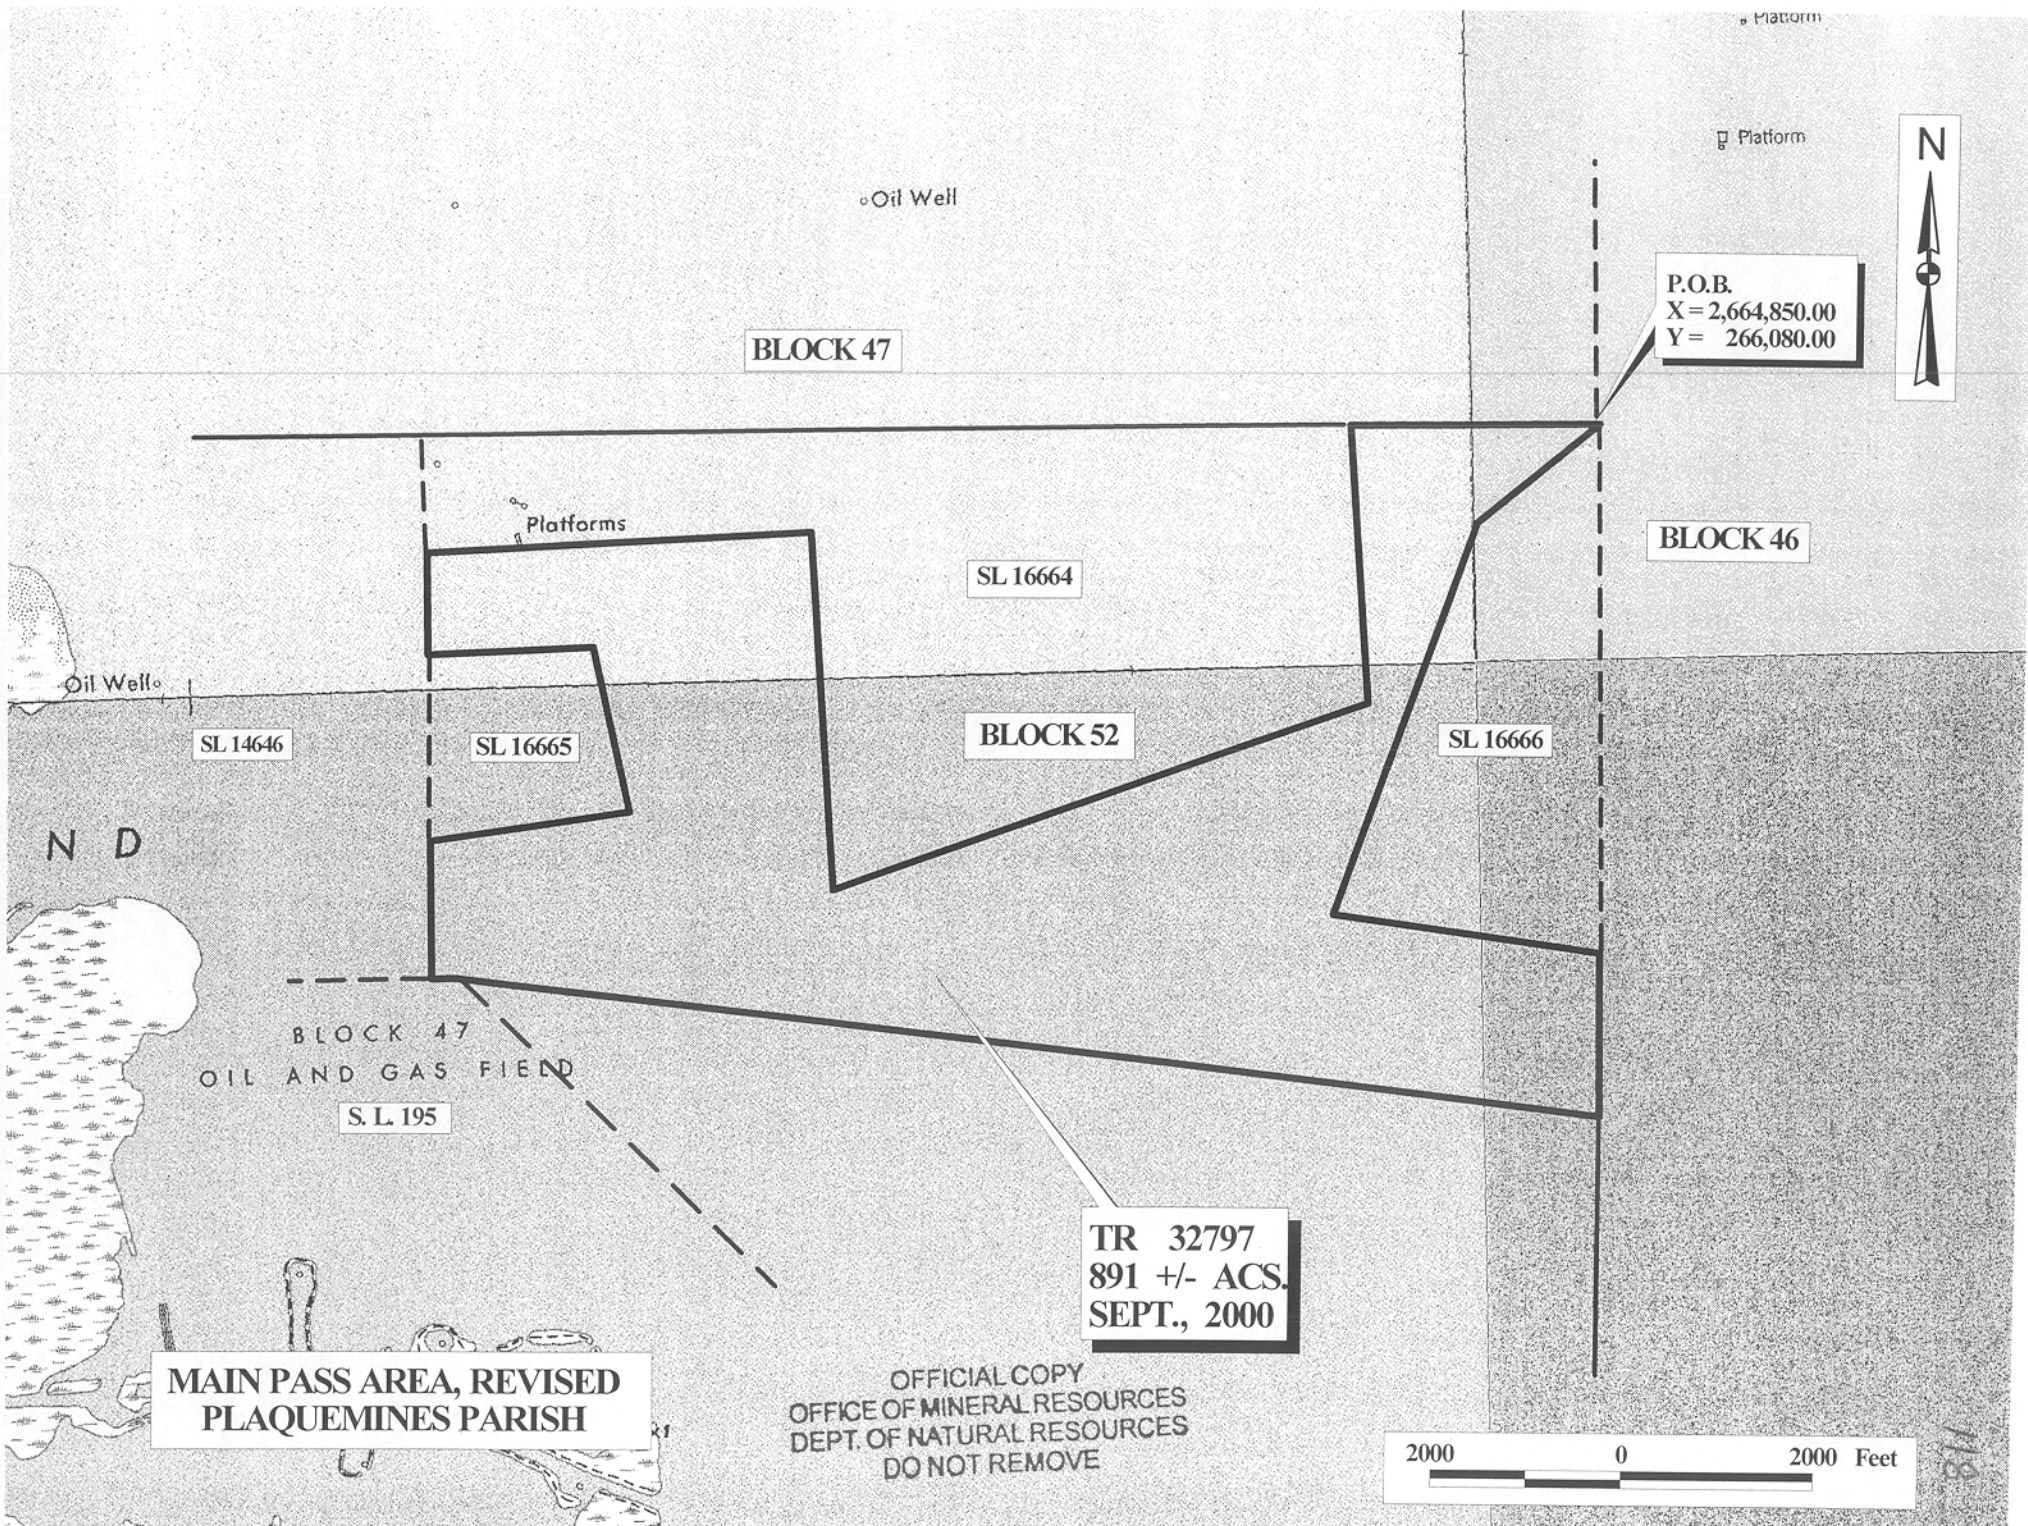 Platform
Platform
N
Oil Well
P.O.B.
X = 2,664,850.00
Y = 266,080.00
BLOCK 47
Platforms
BLOCK 46
SL 16664
Oil Well
SL 14646
SL 16665
BLOCK 52
SL 16666
N D
BLOCK 47
OIL AND GAS FIELD
S. L. 195
TR 32797
891 +/- ACS.
SEPT., 2000
MAIN PASS AREA, REVISED
PLAQUEMINES PARISH
OFFICIAL COPY
OFFICE OF MINERAL RESOURCES
DEPT. OF NATURAL RESOURCES
DO NOT REMOVE
2000 0 2000 Feet